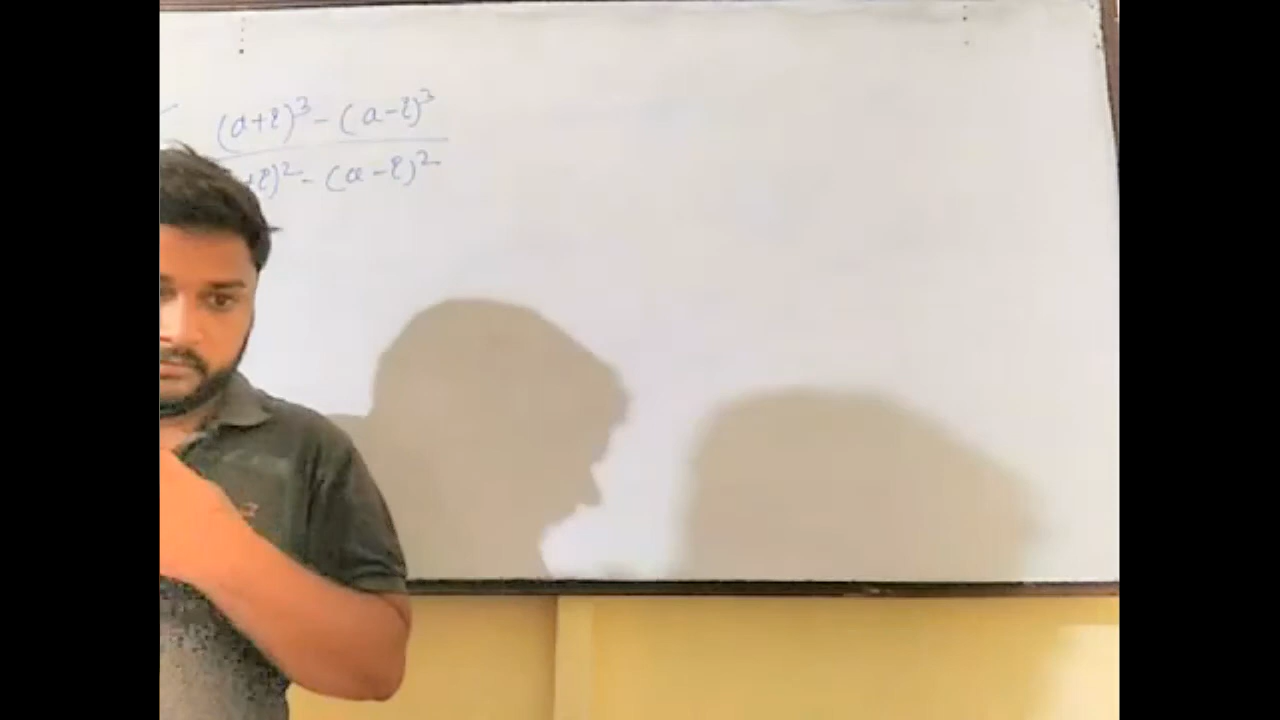 (a+i)³ - (a-i)³
+i)² - (a-i)²